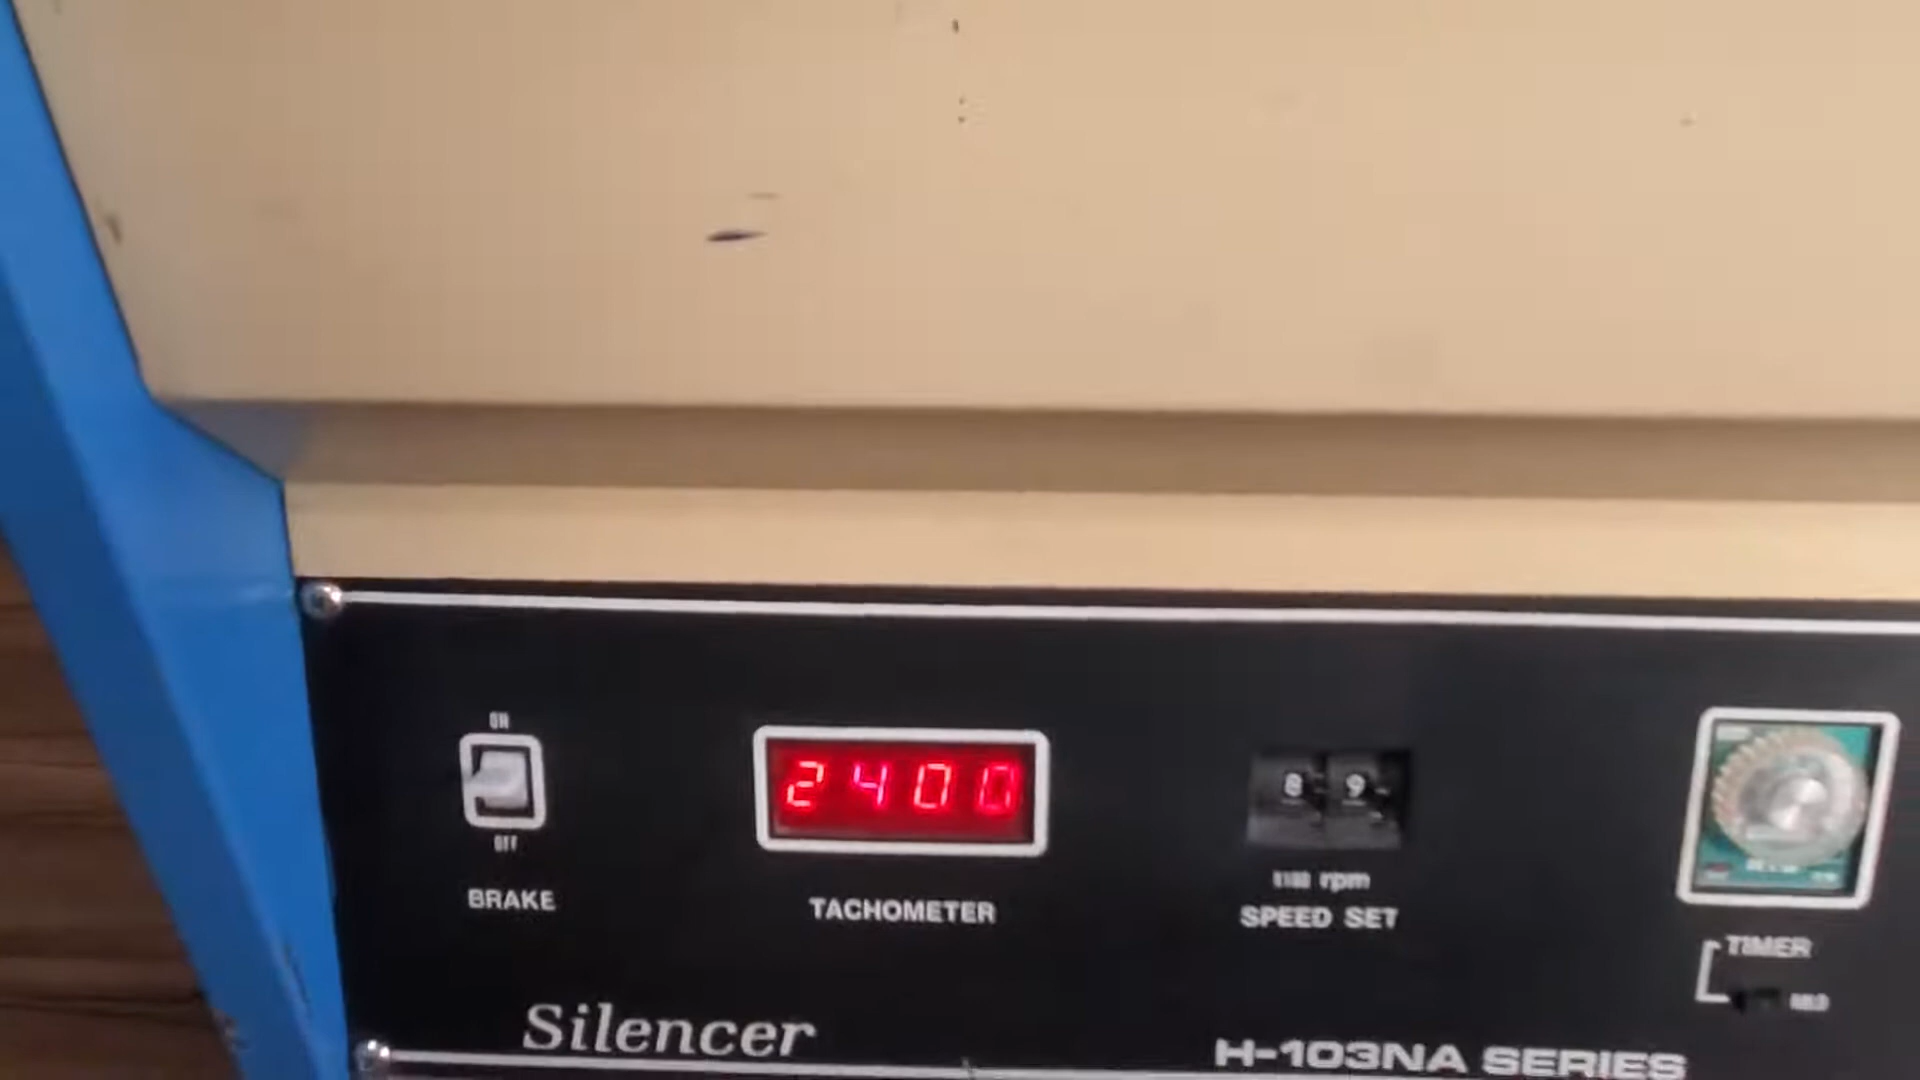 ON
2400
8 9
OFF
BRAKE
TACHOMETER
rpm
SPEED SET
TIMER
Silencer
H-103NA SERIES